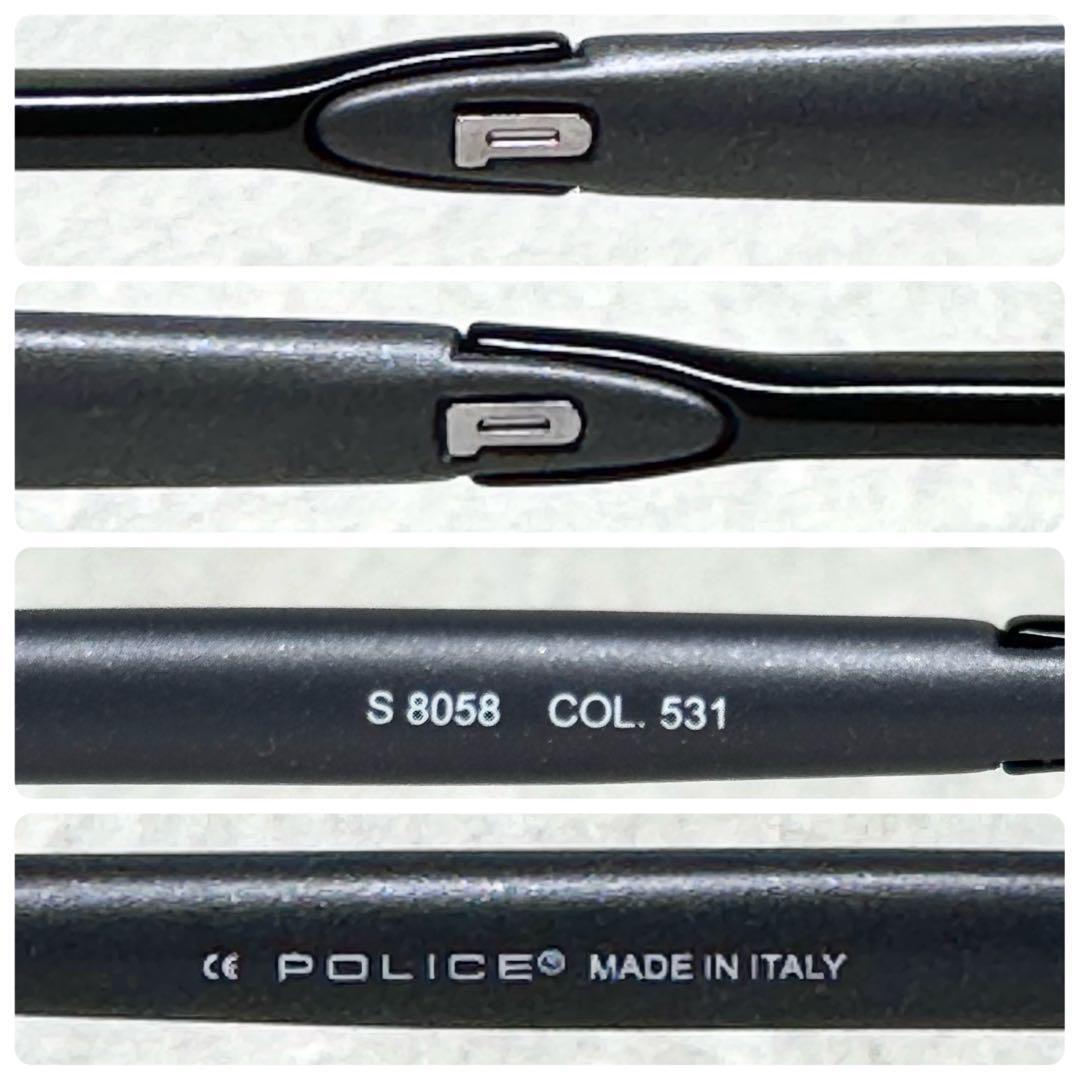 P
P
S 8058 COL. 531
CE POLICE® MADE IN ITALY